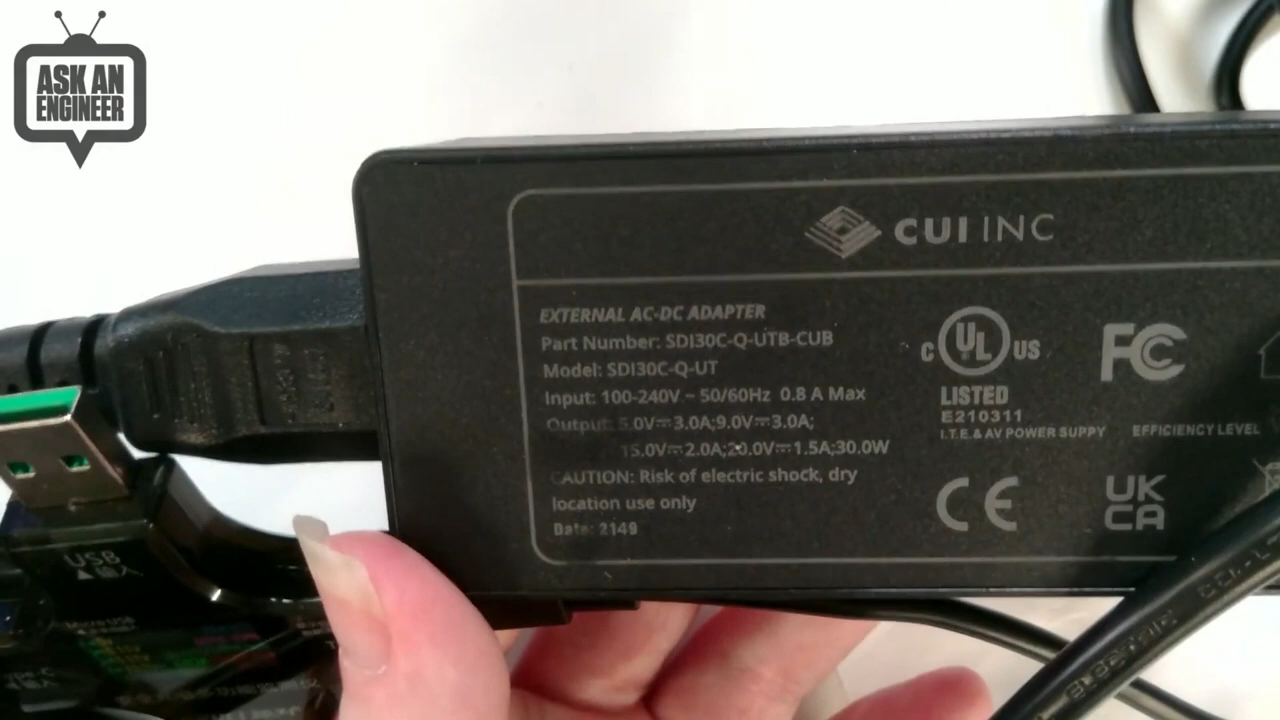 ASK AN
ENGINEER
CUI INC
EXTERNAL AC-DC ADAPTER
Part Number: SDI30C-Q-UTB-CUB
Model: SDI30C-Q-UT
Input: 100-240V ~ 50/60Hz 0.8 A Max
Output: 5.0V⎓3.0A;9.0V⎓3.0A;
15.0V⎓2.0A;20.0V⎓1.5A;30.0W
CAUTION: Risk of electric shock, dry
location use only
Date: 2149
C UL US
LISTED
E210311
I.T.E.& AV POWER SUPPY
FC
EFFICIENCY LEVEL
CE
UK
CA
USB